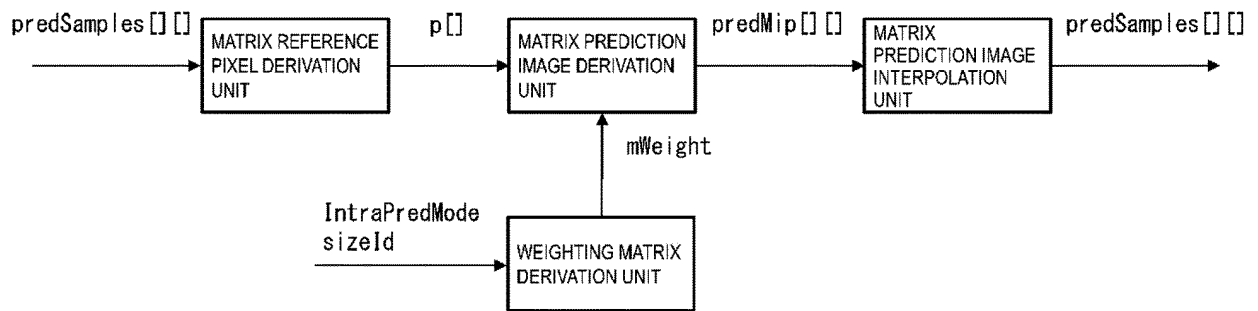 predSamples[][]
MATRIX REFERENCE
PIXEL DERIVATION
UNIT
p[]
MATRIX PREDICTION
IMAGE DERIVATION
UNIT
predMip[][]
MATRIX
PREDICTION IMAGE
INTERPOLATION
UNIT
predSamples[][]
mWeight
IntraPredMode
sizeId
WEIGHTING MATRIX
DERIVATION UNIT